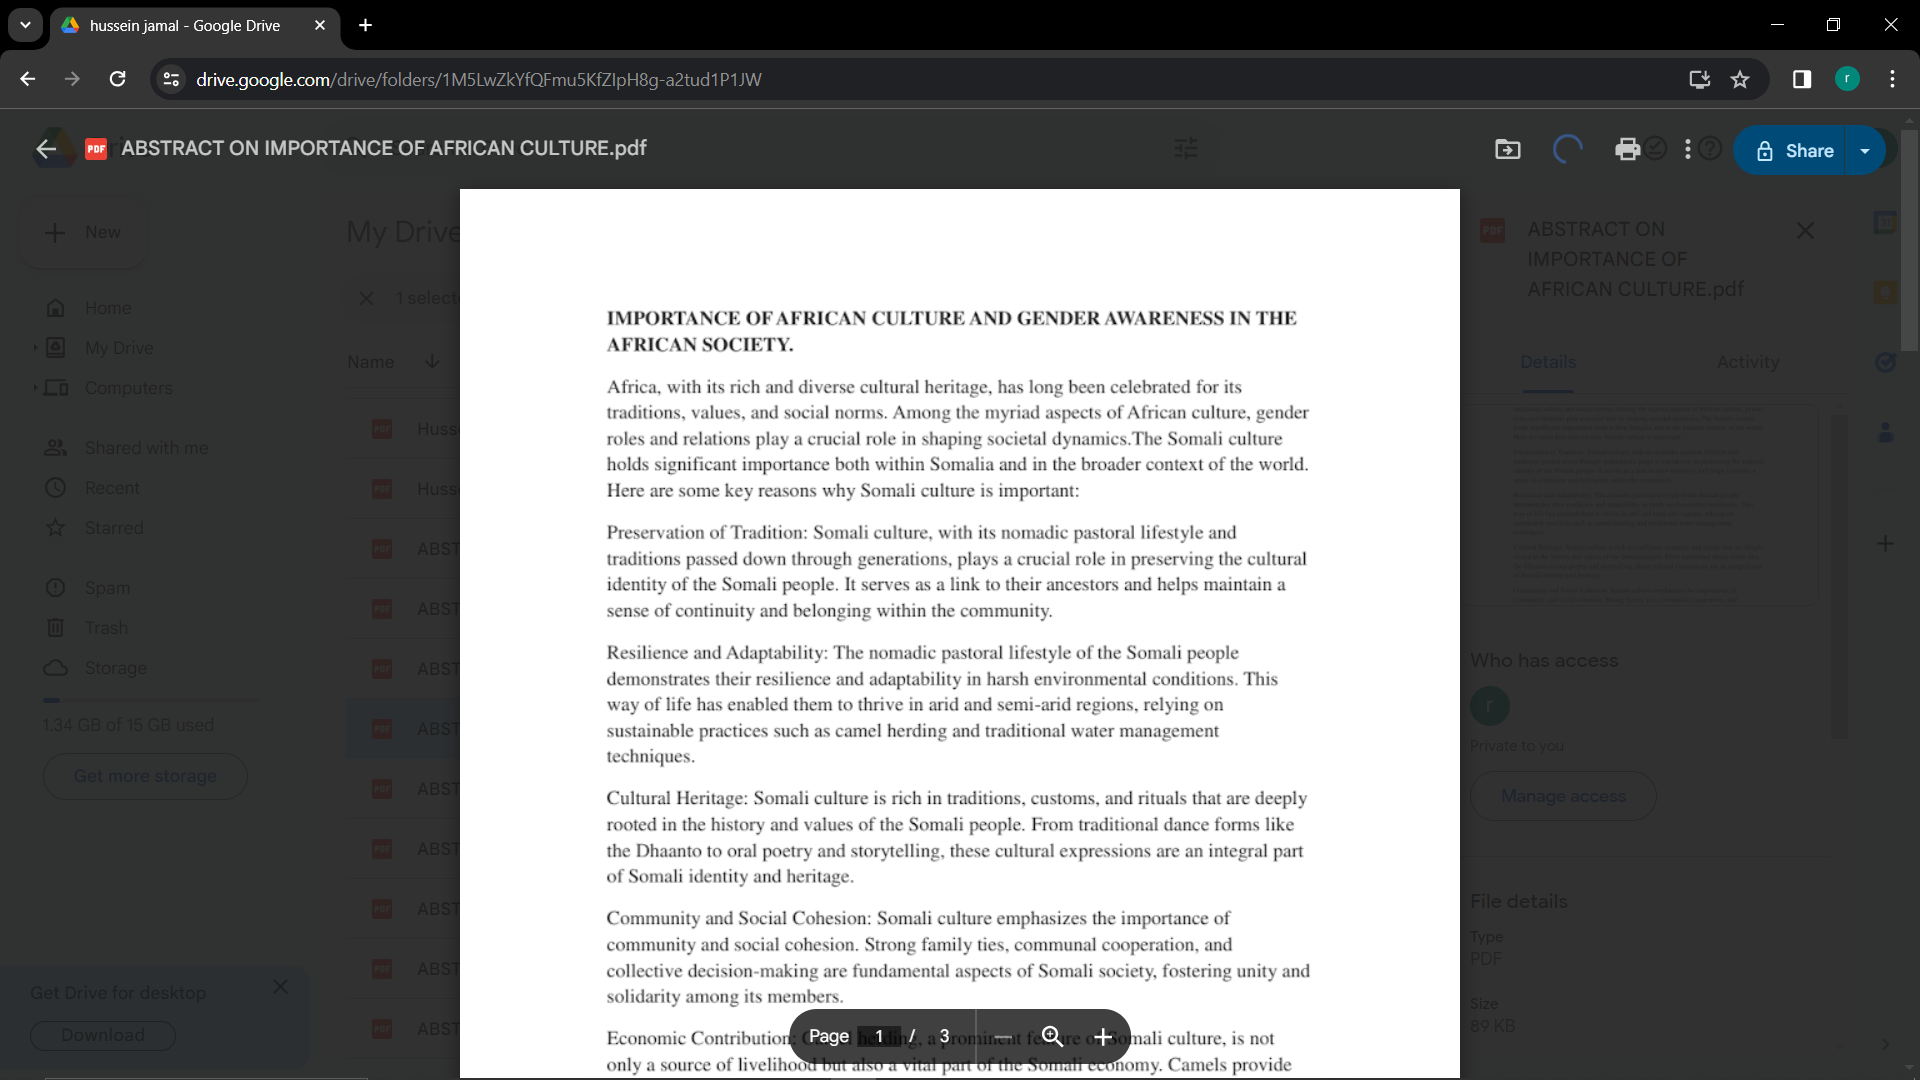 hussein jamal - Google Drive
drive.google.com/drive/folders/1M5LwZkYfQFmu5KfZIpH8g-a2tud1P1JW
r
PDF
ABSTRACT ON IMPORTANCE OF AFRICAN CULTURE.pdf
Share
New
My Drive
1 selecte
Home
My Drive
Computers
Shared with me
Recent
Starred
Spam
Trash
Storage
1.34 GB of 15 GB used
Get more storage
Get Drive for desktop
Download
Name
Husse
Husse
ABST
ABST
ABST
ABST
ABST
ABST
ABST
ABST
ABST
IMPORTANCE OF AFRICAN CULTURE AND GENDER AWARENESS IN THE
AFRICAN SOCIETY.
Africa, with its rich and diverse cultural heritage, has long been celebrated for its
traditions, values, and social norms. Among the myriad aspects of African culture, gender
roles and relations play a crucial role in shaping societal dynamics.The Somali culture
holds significant importance both within Somalia and in the broader context of the world.
Here are some key reasons why Somali culture is important:
Preservation of Tradition: Somali culture, with its nomadic pastoral lifestyle and
traditions passed down through generations, plays a crucial role in preserving the cultural
identity of the Somali people. It serves as a link to their ancestors and helps maintain a
sense of continuity and belonging within the community.
Resilience and Adaptability: The nomadic pastoral lifestyle of the Somali people
demonstrates their resilience and adaptability in harsh environmental conditions. This
way of life has enabled them to thrive in arid and semi-arid regions, relying on
sustainable practices such as camel herding and traditional water management
techniques.
Cultural Heritage: Somali culture is rich in traditions, customs, and rituals that are deeply
rooted in the history and values of the Somali people. From traditional dance forms like
the Dhaanto to oral poetry and storytelling, these cultural expressions are an integral part
of Somali identity and heritage.
Community and Social Cohesion: Somali culture emphasizes the importance of
community and social cohesion. Strong family ties, communal cooperation, and
collective decision-making are fundamental aspects of Somali society, fostering unity and
solidarity among its members.
Economic Contribution: Camel herding, a prominent feature of Somali culture, is not
only a source of livelihood but also a vital part of the Somali economy. Camels provide
Page 1 / 3
ABSTRACT ON
IMPORTANCE OF
AFRICAN CULTURE.pdf
Details
Activity
Who has access
r
Private to you
Manage access
File details
Type
PDF
Size
89 KB